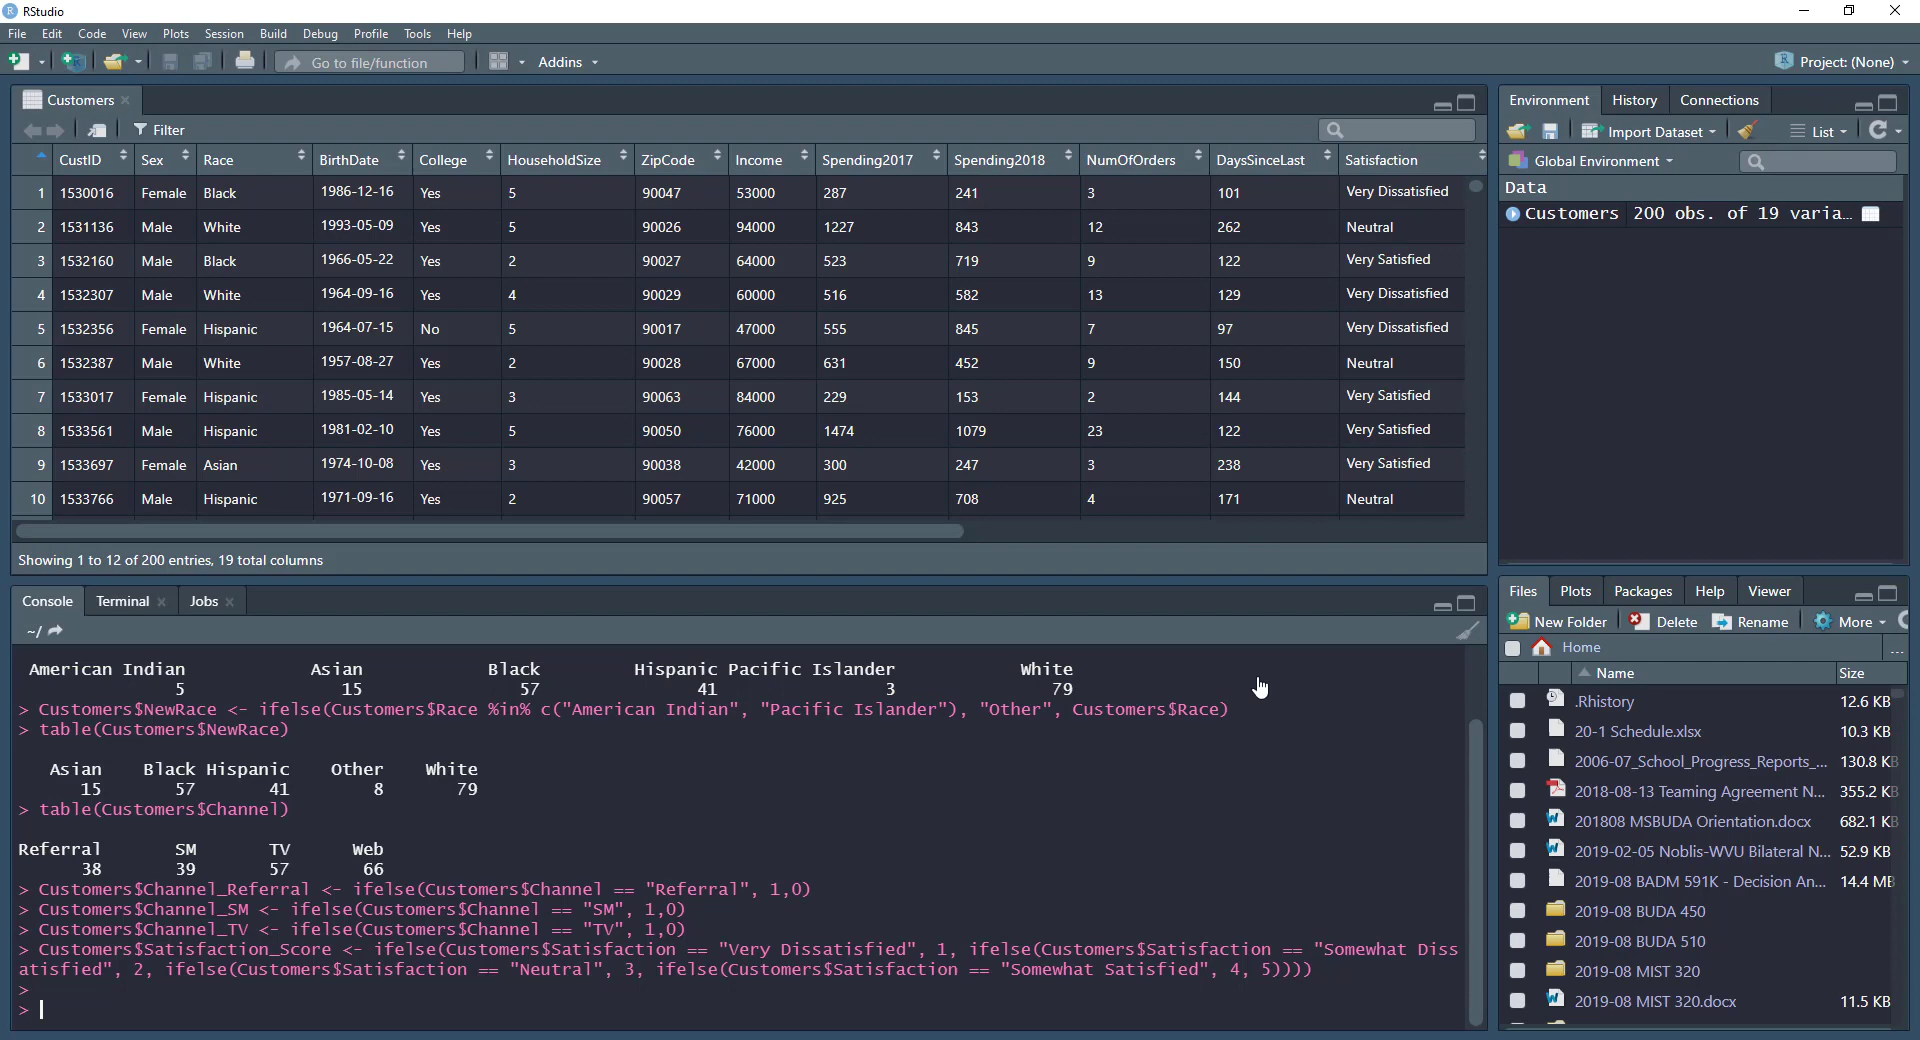 RStudio
File Edit Code View Plots Session Build Debug Profile Tools Help
Go to file/function Addins Project: (None)
Customers
Filter
CustID Sex Race BirthDate College HouseholdSize ZipCode Income Spending2017 Spending2018 NumOfOrders DaysSinceLast Satisfaction
1 1530016 Female Black 1986-12-16 Yes 5 90047 53000 287 241 3 101 Very Dissatisfied
2 1531136 Male White 1993-05-09 Yes 5 90026 94000 1227 843 12 262 Neutral
3 1532160 Male Black 1966-05-22 Yes 2 90027 64000 523 719 9 122 Very Satisfied
4 1532307 Male White 1964-09-16 Yes 4 90029 60000 516 582 13 129 Very Dissatisfied
5 1532356 Female Hispanic 1964-07-15 No 5 90017 47000 555 845 7 97 Very Dissatisfied
6 1532387 Male White 1957-08-27 Yes 2 90028 67000 631 452 9 150 Neutral
7 1533017 Female Hispanic 1985-05-14 Yes 3 90063 84000 229 153 2 144 Very Satisfied
8 1533561 Male Hispanic 1981-02-10 Yes 5 90050 76000 1474 1079 23 122 Very Satisfied
9 1533697 Female Asian 1974-10-08 Yes 3 90038 42000 300 247 3 238 Very Satisfied
10 1533766 Male Hispanic 1971-09-16 Yes 2 90057 71000 925 708 4 171 Neutral
Showing 1 to 12 of 200 entries, 19 total columns
Console Terminal Jobs
~/
American Indian Asian Black Hispanic Pacific Islander White
5 15 57 41 3 79
> Customers$NewRace <- ifelse(Customers$Race %in% c("American Indian", "Pacific Islander"), "Other", Customers$Race)
> table(Customers$NewRace)
Asian Black Hispanic Other White
15 57 41 8 79
> table(Customers$Channel)
Referral SM TV Web
38 39 57 66
> Customers$Channel_Referral <- ifelse(Customers$Channel == "Referral", 1,0)
> Customers$Channel_SM <- ifelse(Customers$Channel == "SM", 1,0)
> Customers$Channel_TV <- ifelse(Customers$Channel == "TV", 1,0)
> Customers$Satisfaction_Score <- ifelse(Customers$Satisfaction == "Very Dissatisfied", 1, ifelse(Customers$Satisfaction == "Somewhat Diss
atisfied", 2, ifelse(Customers$Satisfaction == "Neutral", 3, ifelse(Customers$Satisfaction == "Somewhat Satisfied", 4, 5))))
>
>
Environment History Connections
Import Dataset List
Global Environment
Data
Customers 200 obs. of 19 varia…
Files Plots Packages Help Viewer
New Folder Delete Rename More
Home ...
Name Size
.Rhistory 12.6 KB
20-1 Schedule.xlsx 10.3 KB
2006-07_School_Progress_Reports_... 130.8 KB
2018-08-13 Teaming Agreement N... 355.2 KB
201808 MSBUDA Orientation.docx 682.1 KB
2019-02-05 Noblis-WVU Bilateral N... 52.9 KB
2019-08 BADM 591K - Decision An... 14.4 MB
2019-08 BUDA 450
2019-08 BUDA 510
2019-08 MIST 320
2019-08 MIST 320.docx 11.5 KB